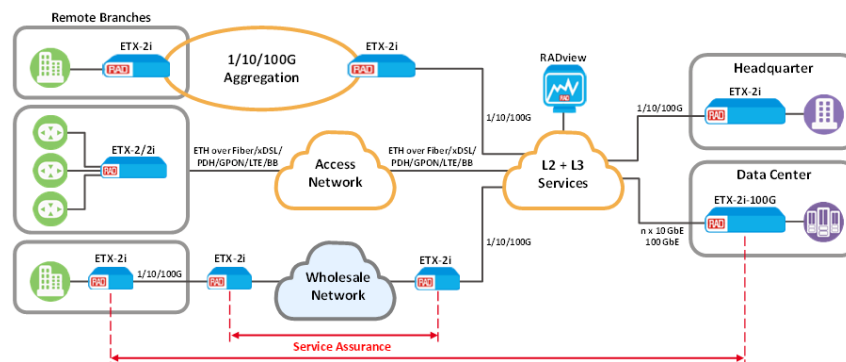 Remote Branches
ETX-2i
RAD
1/10/100G
Aggregation
ETX-2i
RAD
RADview
RAD
Headquarter
ETX-2i
RAD
1/10/100G
1/10/100G
ETX-2/2i
RAD
ETH over Fiber/xDSL/
PDH/GPON/LTE/BB
Access
Network
ETH over Fiber/xDSL/
PDH/GPON/LTE/BB
L2 + L3
Services
Data Center
ETX-2i-100G
RAD
n x 10 GbE
100 GbE
1/10/100G
ETX-2i
RAD
1/10/100G
ETX-2i
RAD
Wholesale
Network
ETX-2i
RAD
Service Assurance